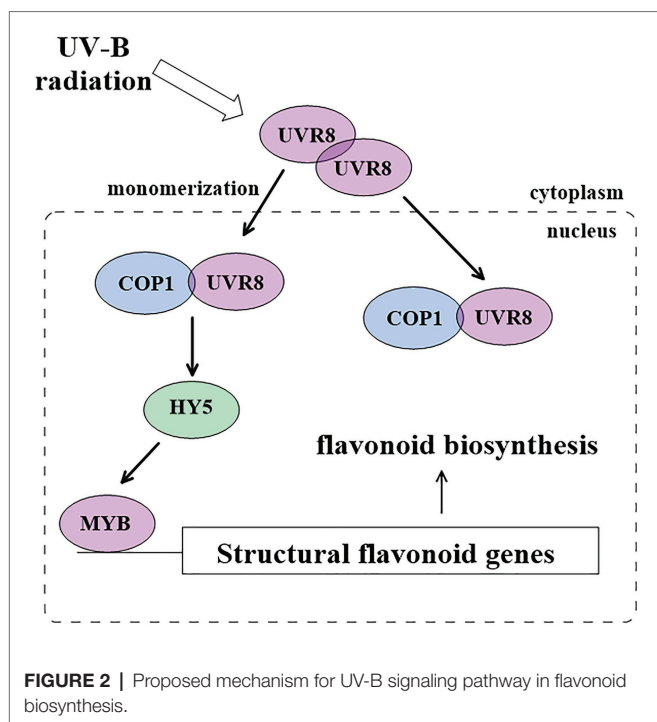 UV-B
radiation
UVR8
UVR8
monomerization
cytoplasm
nucleus
COP1
UVR8
COP1
UVR8
HY5
flavonoid biosynthesis
MYB
Structural flavonoid genes
FIGURE 2 | Proposed mechanism for UV-B signaling pathway in flavonoid
biosynthesis.